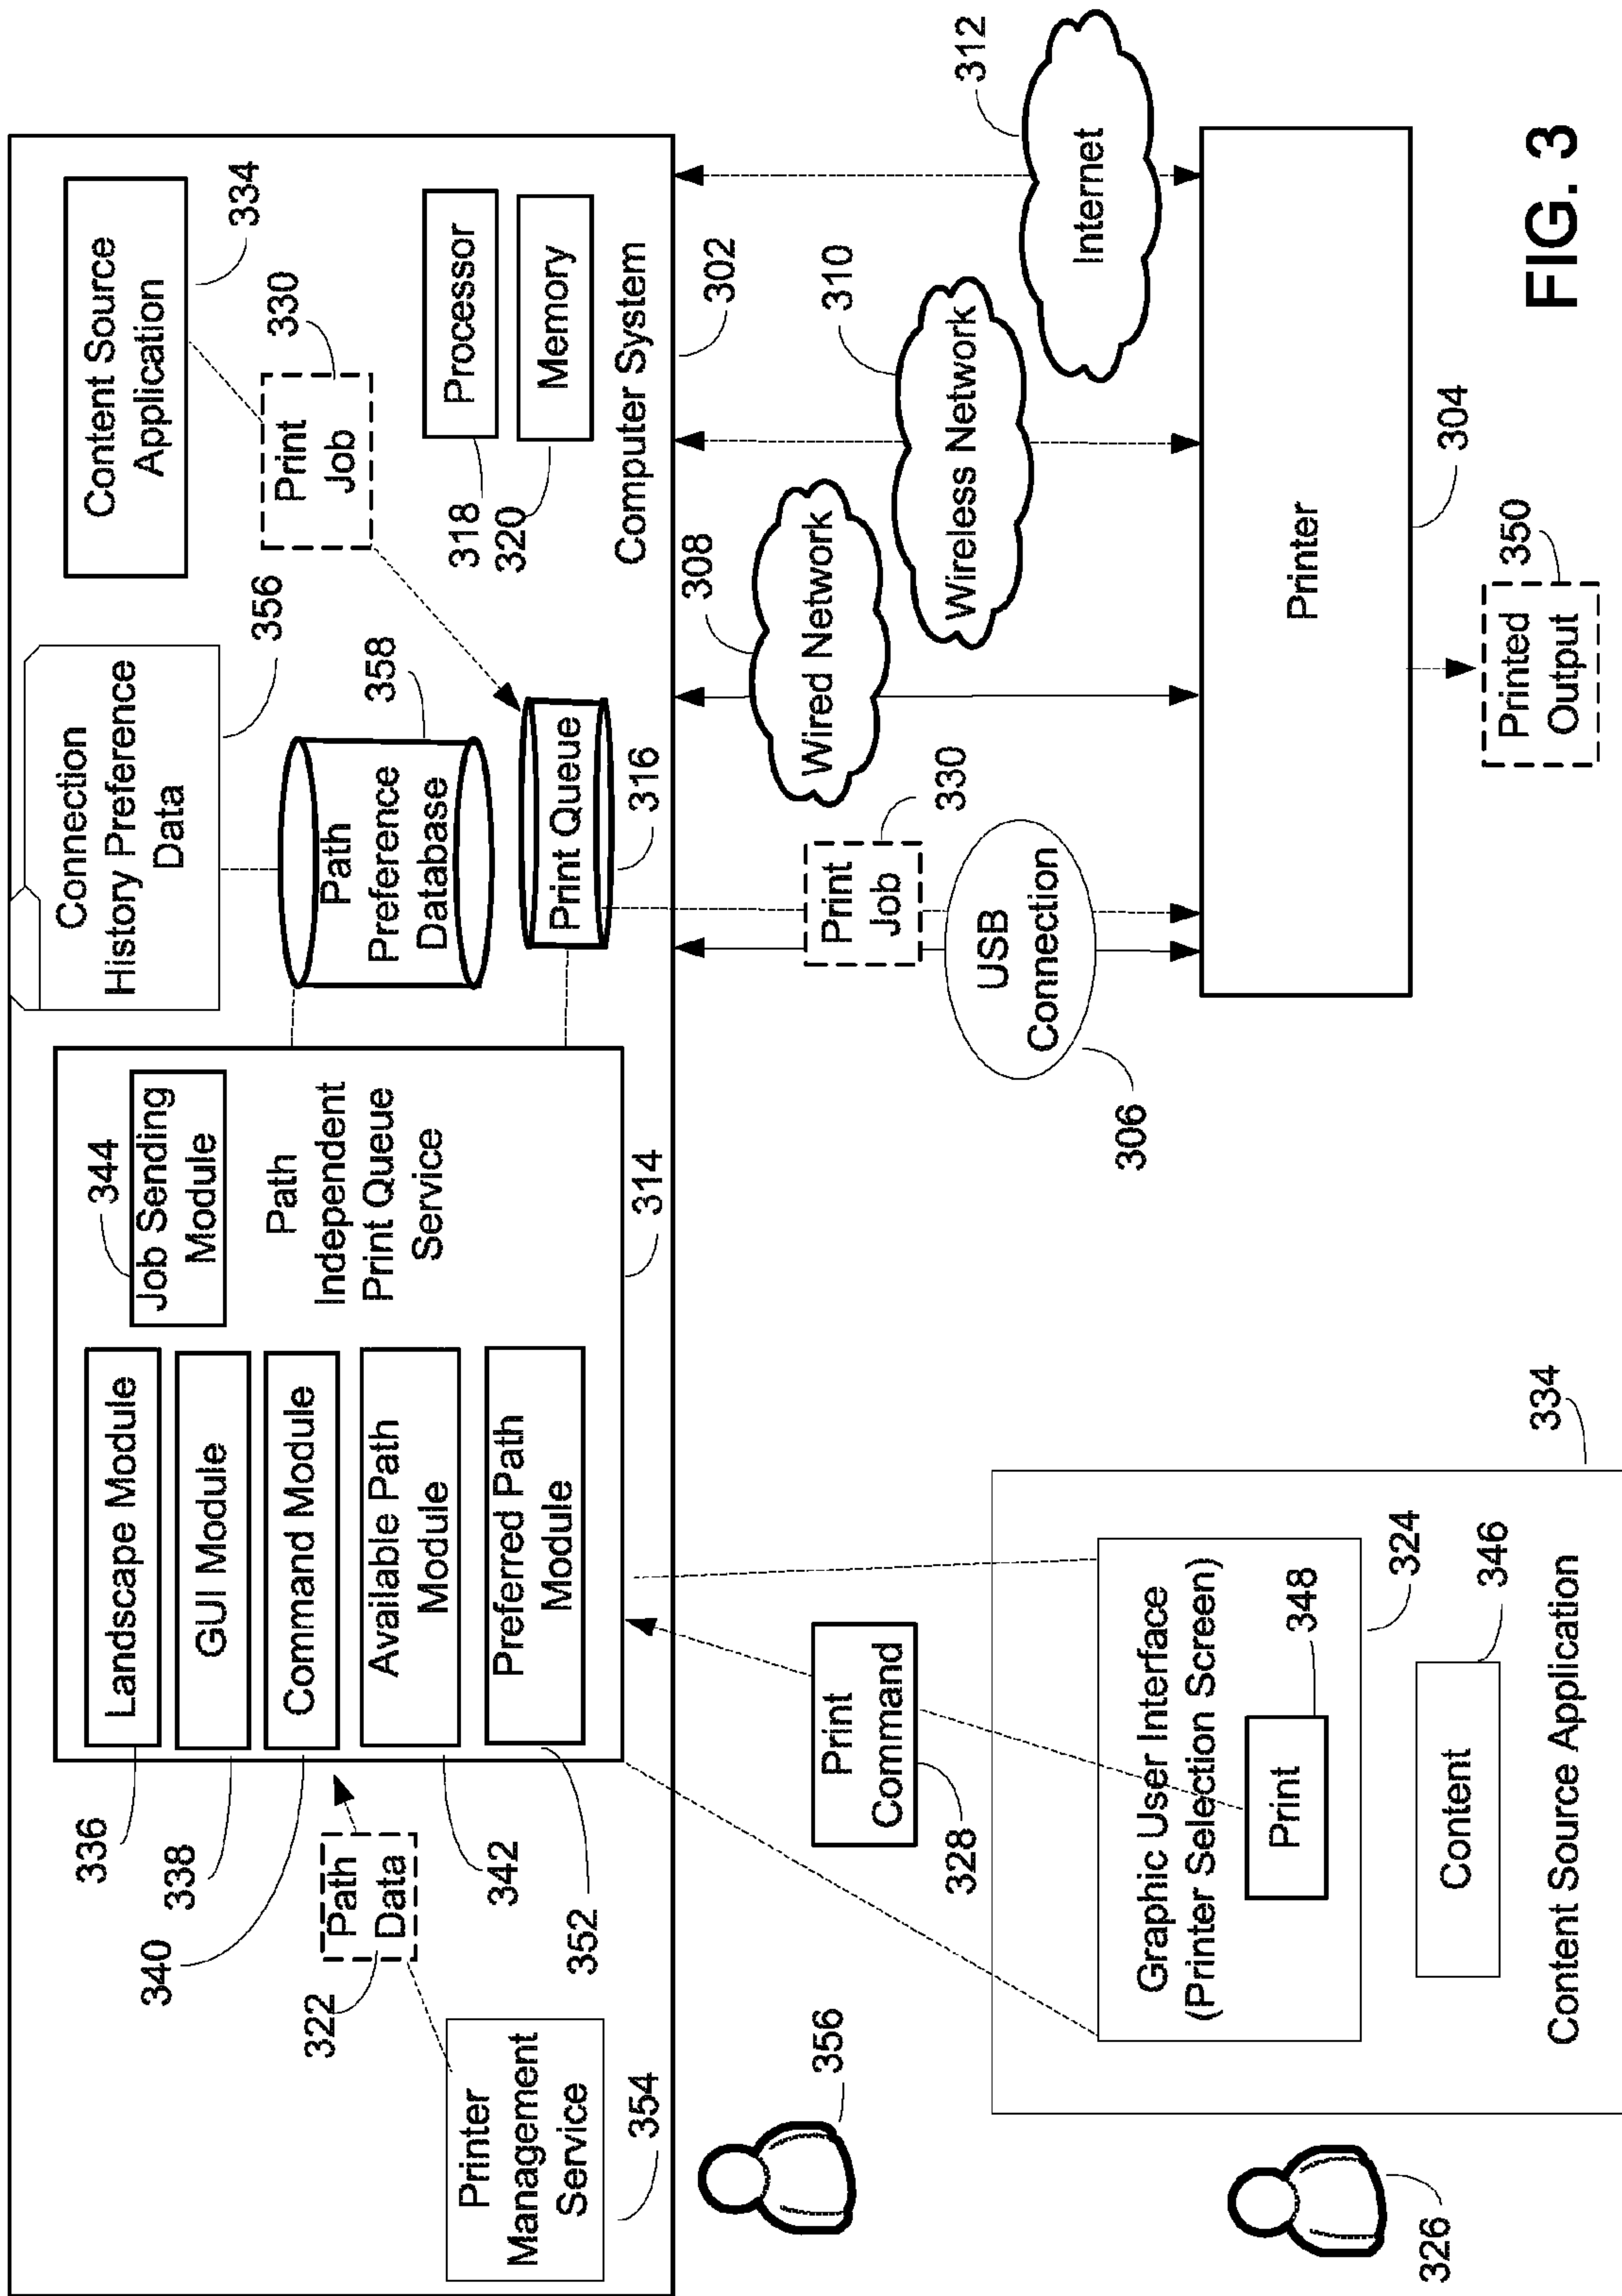 Printer
Management
Service
354
322
Path
Data
336
338
340
342
352
Landscape Module
GUI Module
Command Module
Available Path
Module
Preferred Path
Module
344
Job Sending
Module
Path
Independent
Print Queue
Service
314
Connection
History Preference
Data
356
Path
Preference
Database
358
Print Queue
316
Content Source
Application
334
Print
Job
330
Processor
318
Memory
320
Computer System
302
356
326
Print
Command
328
Graphic User Interface
(Printer Selection Screen)
Print
348
324
Content
346
Content Source Application
334
Print
Job
330
USB
Connection
306
Wired Network
308
Wireless Network
310
Internet
312
Printer
304
Printed
Output
350
FIG. 3